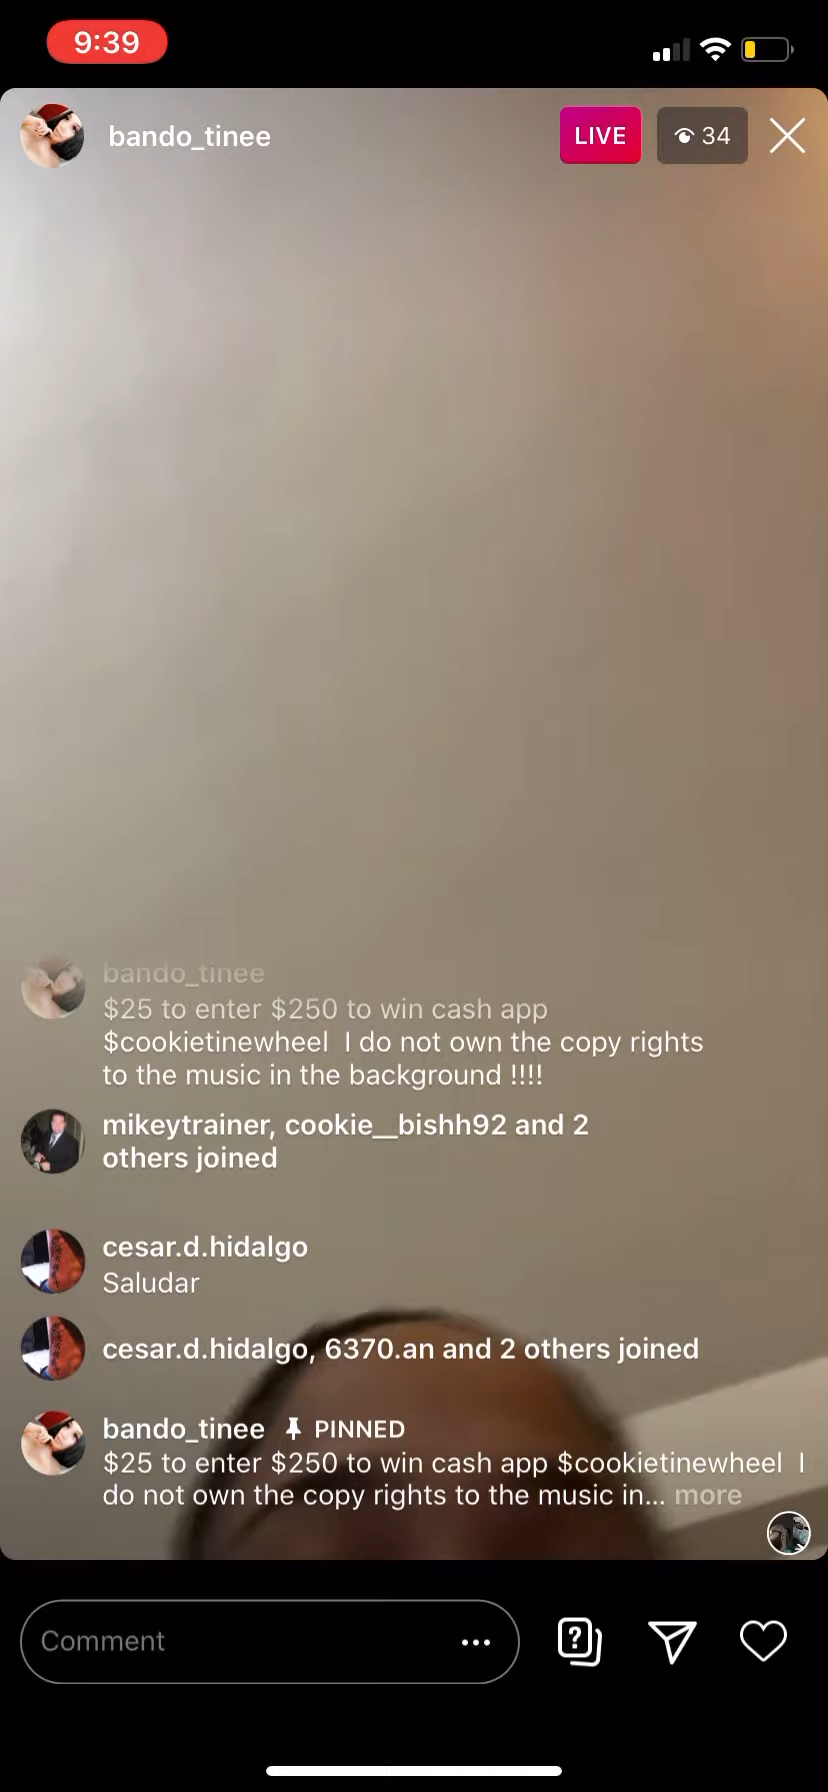 9:39
bando_tinee
LIVE
34
bando_tinee
$25 to enter $250 to win cash app
$cookietinewheel I do not own the copy rights
to the music in the background !!!!
mikeytrainer, cookie__bishh92 and 2
others joined
cesar.d.hidalgo
Saludar
cesar.d.hidalgo, 6370.an and 2 others joined
bando_tinee PINNED
$25 to enter $250 to win cash app $cookietinewheel I
do not own the copy rights to the music in... more
Comment